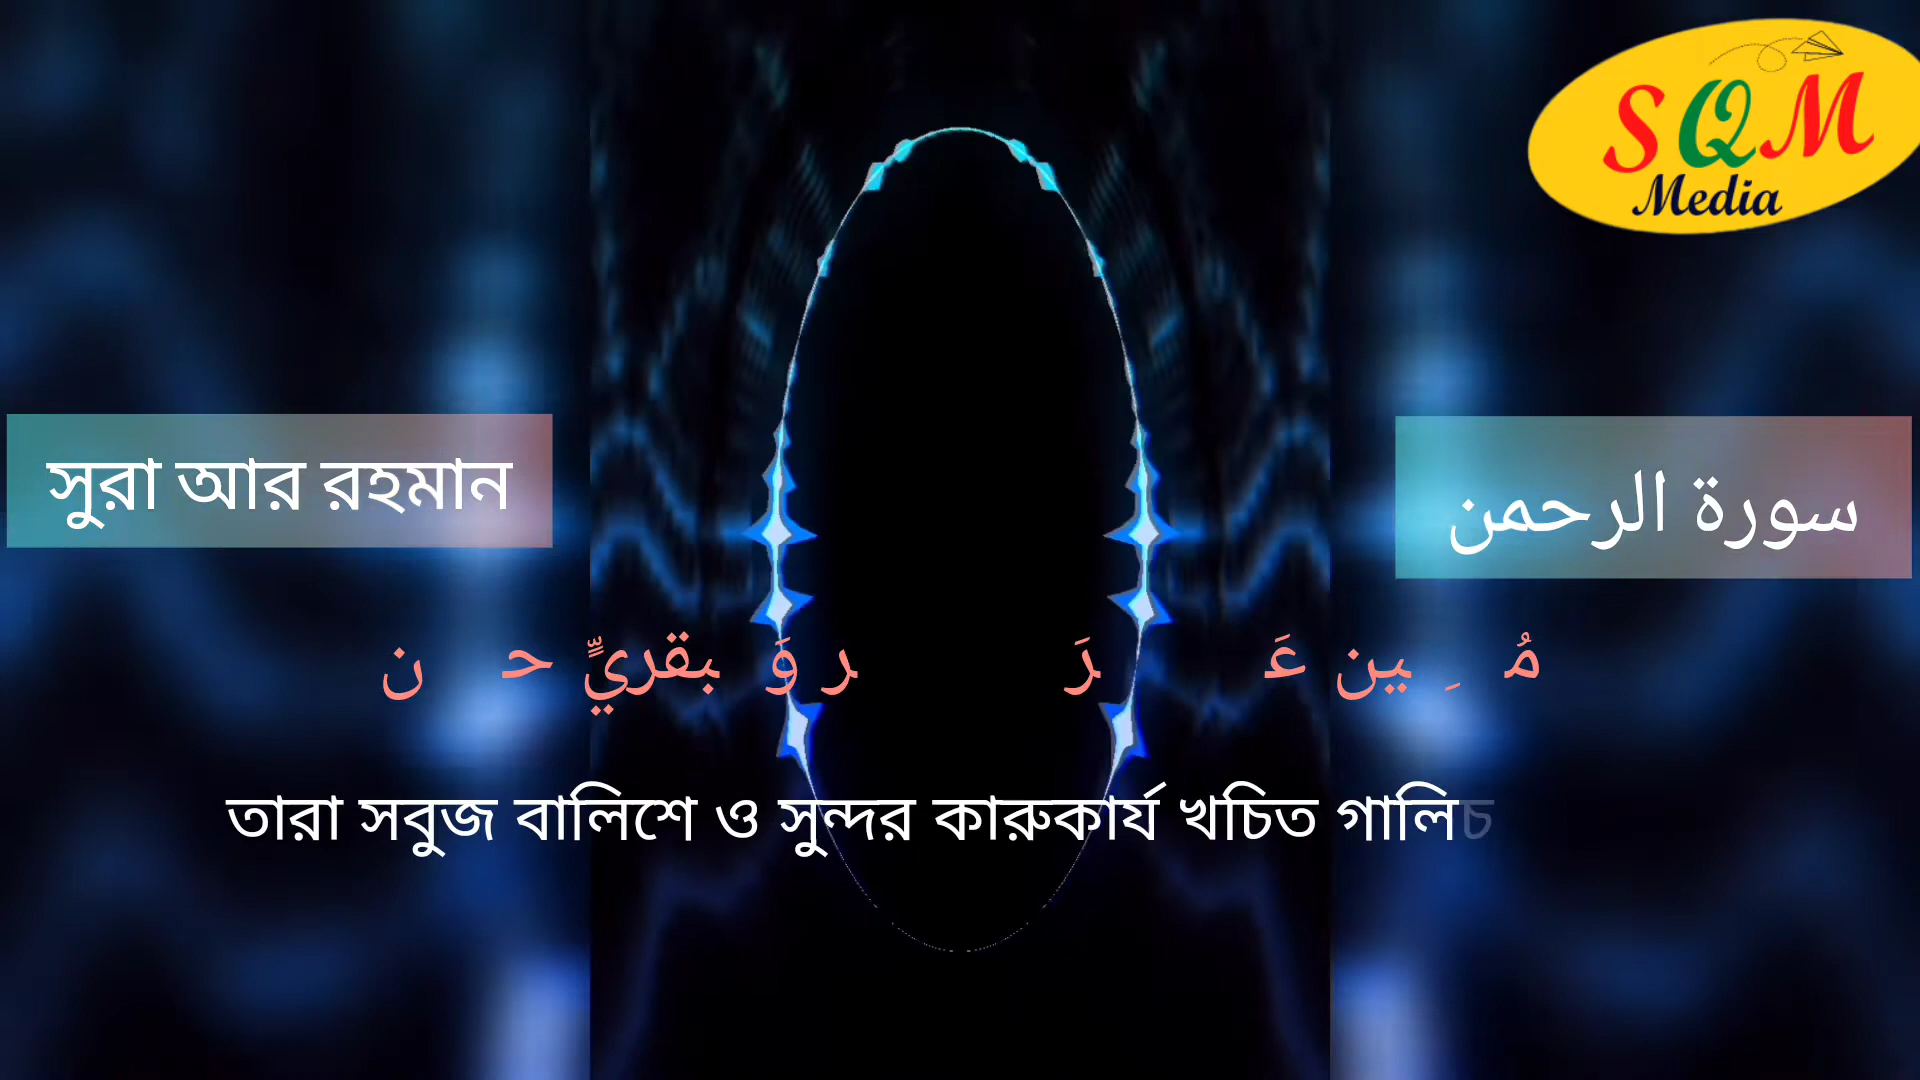 SQM
Media
সুরা আর রহমান
سورة الرحمن
তারা সবুজ বালিশে ও সুন্দর কারুকার্য খচিত গালিচ